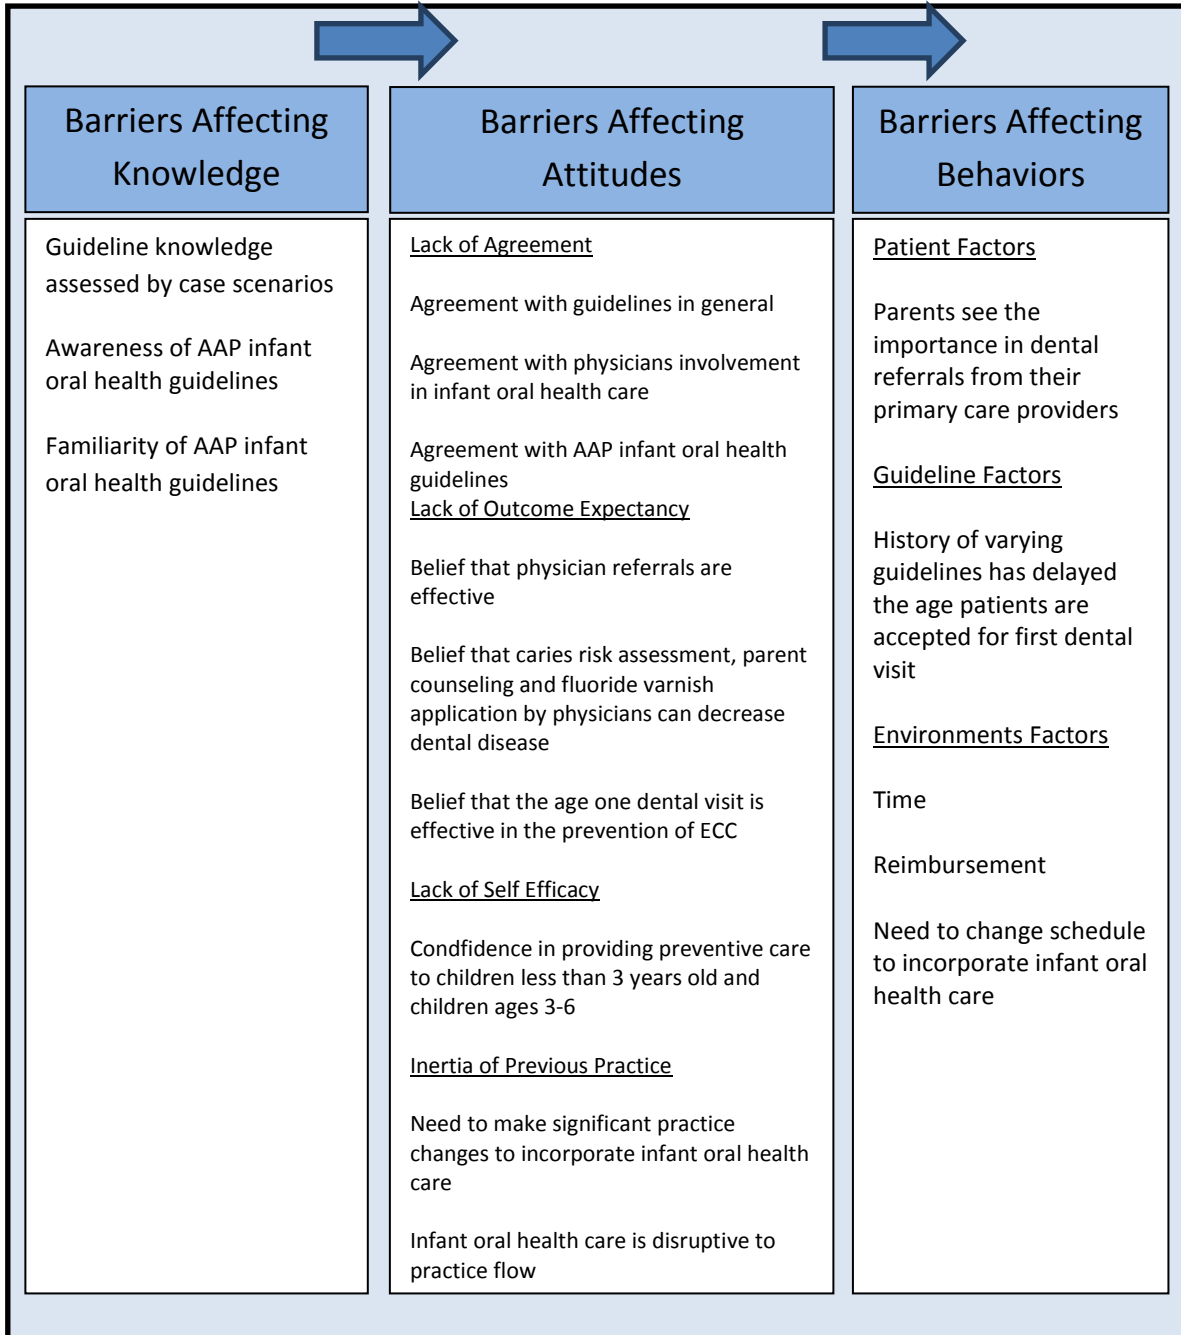 Barriers Affecting
Knowledge
Guideline knowledge
assessed by case scenarios
Awareness of AAP infant
oral health guidelines
Familiarity of AAP infant
oral health guidelines
Barriers Affecting
Attitudes
Lack of Agreement
Agreement with guidelines in general
Agreement with physicians involvement
in infant oral health care
Agreement with AAP infant oral health
guidelines
Lack of Outcome Expectancy
Belief that physician referrals are
effective
Belief that caries risk assessment, parent
counseling and fluoride varnish
application by physicians can decrease
dental disease
Belief that the age one dental visit is
effective in the prevention of ECC
Lack of Self Efficacy
Condfidence in providing preventive care
to children less than 3 years old and
children ages 3-6
Inertia of Previous Practice
Need to make significant practice
changes to incorporate infant oral health
care
Infant oral health care is disruptive to
practice flow
Barriers Affecting
Behaviors
Patient Factors
Parents see the
importance in dental
referrals from their
primary care providers
Guideline Factors
History of varying
guidelines has delayed
the age patients are
accepted for first dental
visit
Environments Factors
Time
Reimbursement
Need to change schedule
to incorporate infant oral
health care